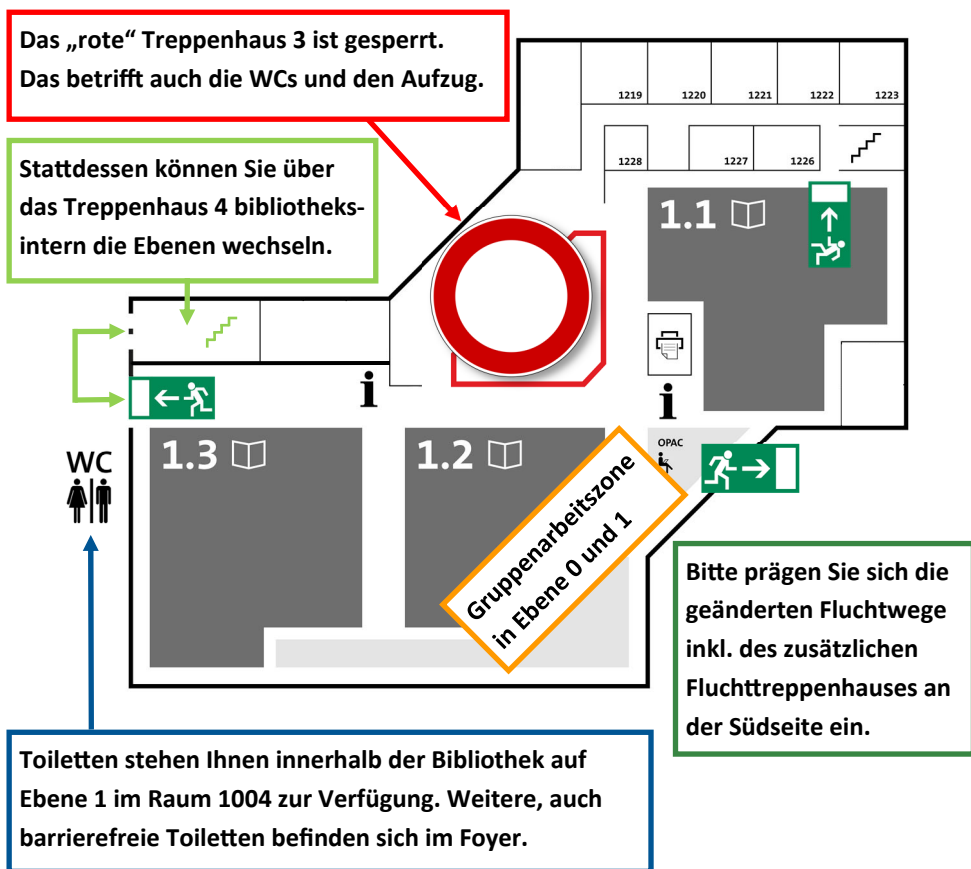 Das „rote“ Treppenhaus 3 ist gesperrt.
Das betrifft auch die WCs und den Aufzug.
1219
1220
1221
1222
1223
Stattdessen können Sie über
das Treppenhaus 4 bibliotheks-
intern die Ebenen wechseln.
1228
1227
1226
1.1
i
i
OPAC
1.3
1.2
WC
Gruppenarbeitszone
in Ebene 0 und 1
Bitte prägen Sie sich die
geänderten Fluchtwege
inkl. des zusätzlichen
Fluchttreppenhauses an
der Südseite ein.
Toiletten stehen Ihnen innerhalb der Bibliothek auf
Ebene 1 im Raum 1004 zur Verfügung. Weitere, auch
barrierefreie Toiletten befinden sich im Foyer.